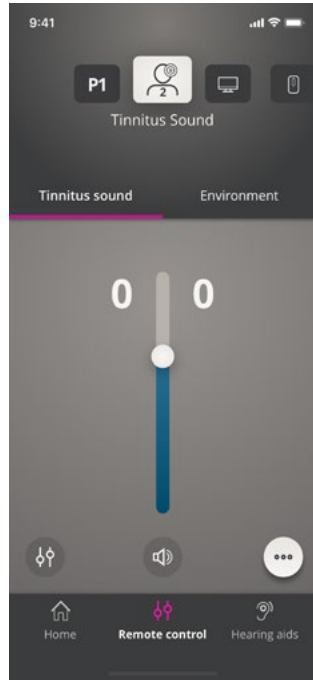 9:41
P1
2
Tinnitus Sound
Tinnitus sound Environment
0 0
Home Remote control Hearing aids